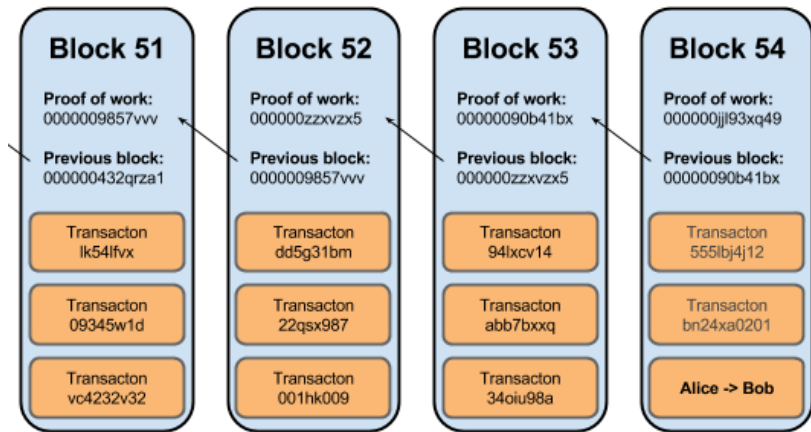 Block 51
Proof of work:
0000009857vvv
Previous block:
000000432qrza1
Transacton
lk54lfvx
Transacton
09345w1d
Transacton
vc4232v32
Block 52
Proof of work:
000000zzxvzx5
Previous block:
0000009857vvv
Transacton
dd5g31bm
Transacton
22qsx987
Transacton
001hk009
Block 53
Proof of work:
00000090b41bx
Previous block:
000000zzxvzx5
Transacton
94lxcv14
Transacton
abb7bxxq
Transacton
34oiu98a
Block 54
Proof of work:
000000jjl93xq49
Previous block:
00000090b41bx
Transacton
555lbj4j12
Transacton
bn24xa0201
Alice -> Bob